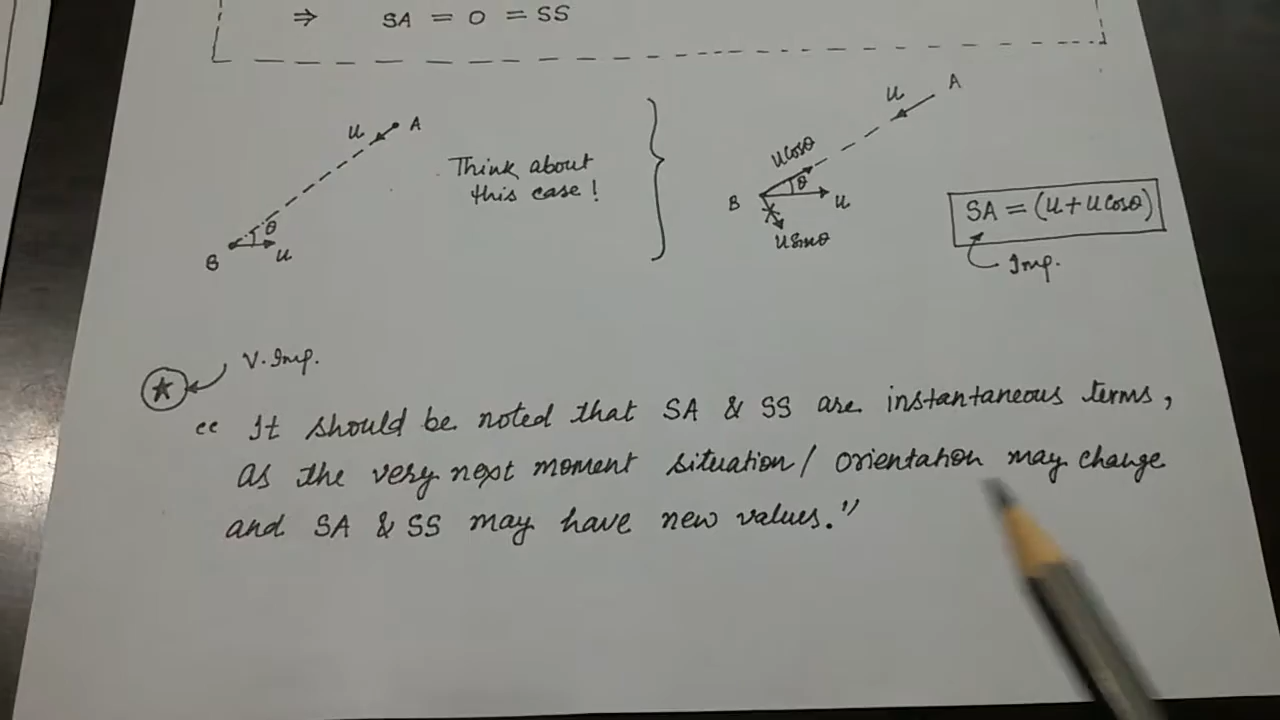 ⇒ SA = 0 = SS
u A
Think about
this case !
θ
B u
u A
u cosθ
θ
B u
u sinθ
SA = (u + u cosθ)
Imp.
★ V. Imp.
“ It should be noted that SA & SS are instantaneous terms,
as the very next moment situation / orientation may change
and SA & SS may have new values.”